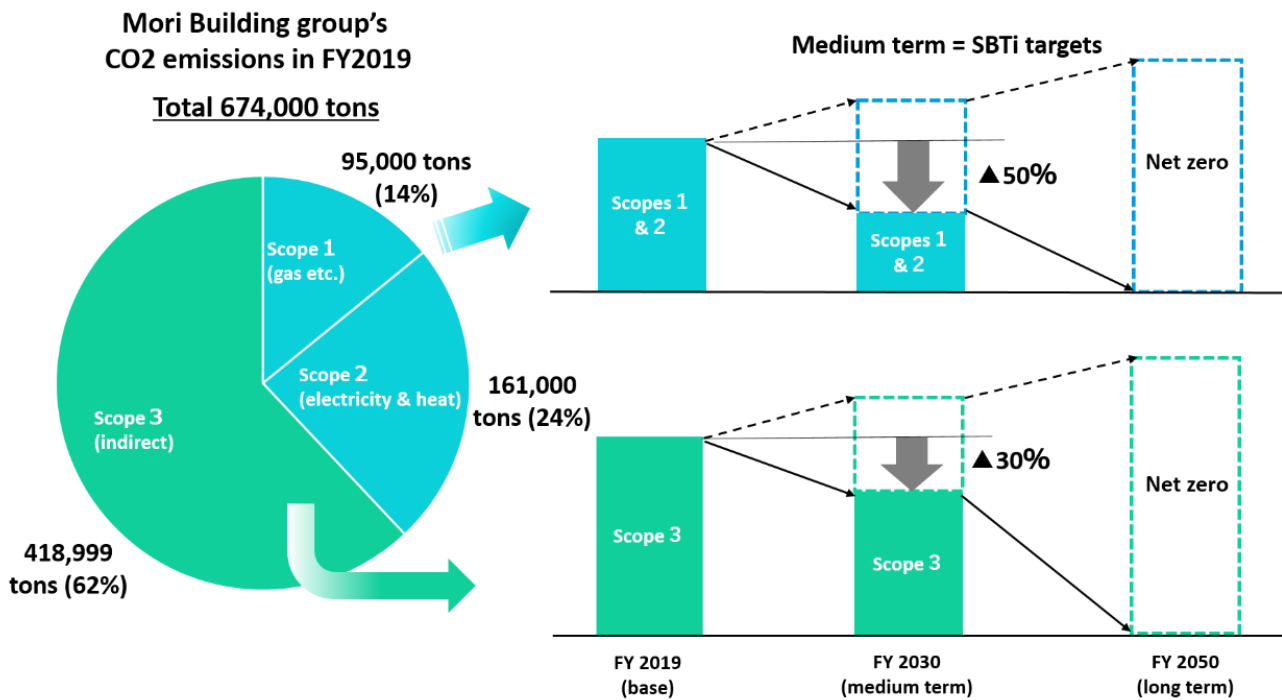 Mori Building group's
CO2 emissions in FY2019
Total 674,000 tons
95,000 tons
(14%)
Scope 1
(gas etc.)
Scope 2
(electricity & heat)
161,000
tons (24%)
Scope 3
(indirect)
418,999
tons (62%)
Medium term = SBTi targets
Scopes 1
& 2
▲50%
Scopes 1
& 2
Net zero
Scope 3
▲30%
Scope 3
Net zero
FY 2019
(base)
FY 2030
(medium term)
FY 2050
(long term)